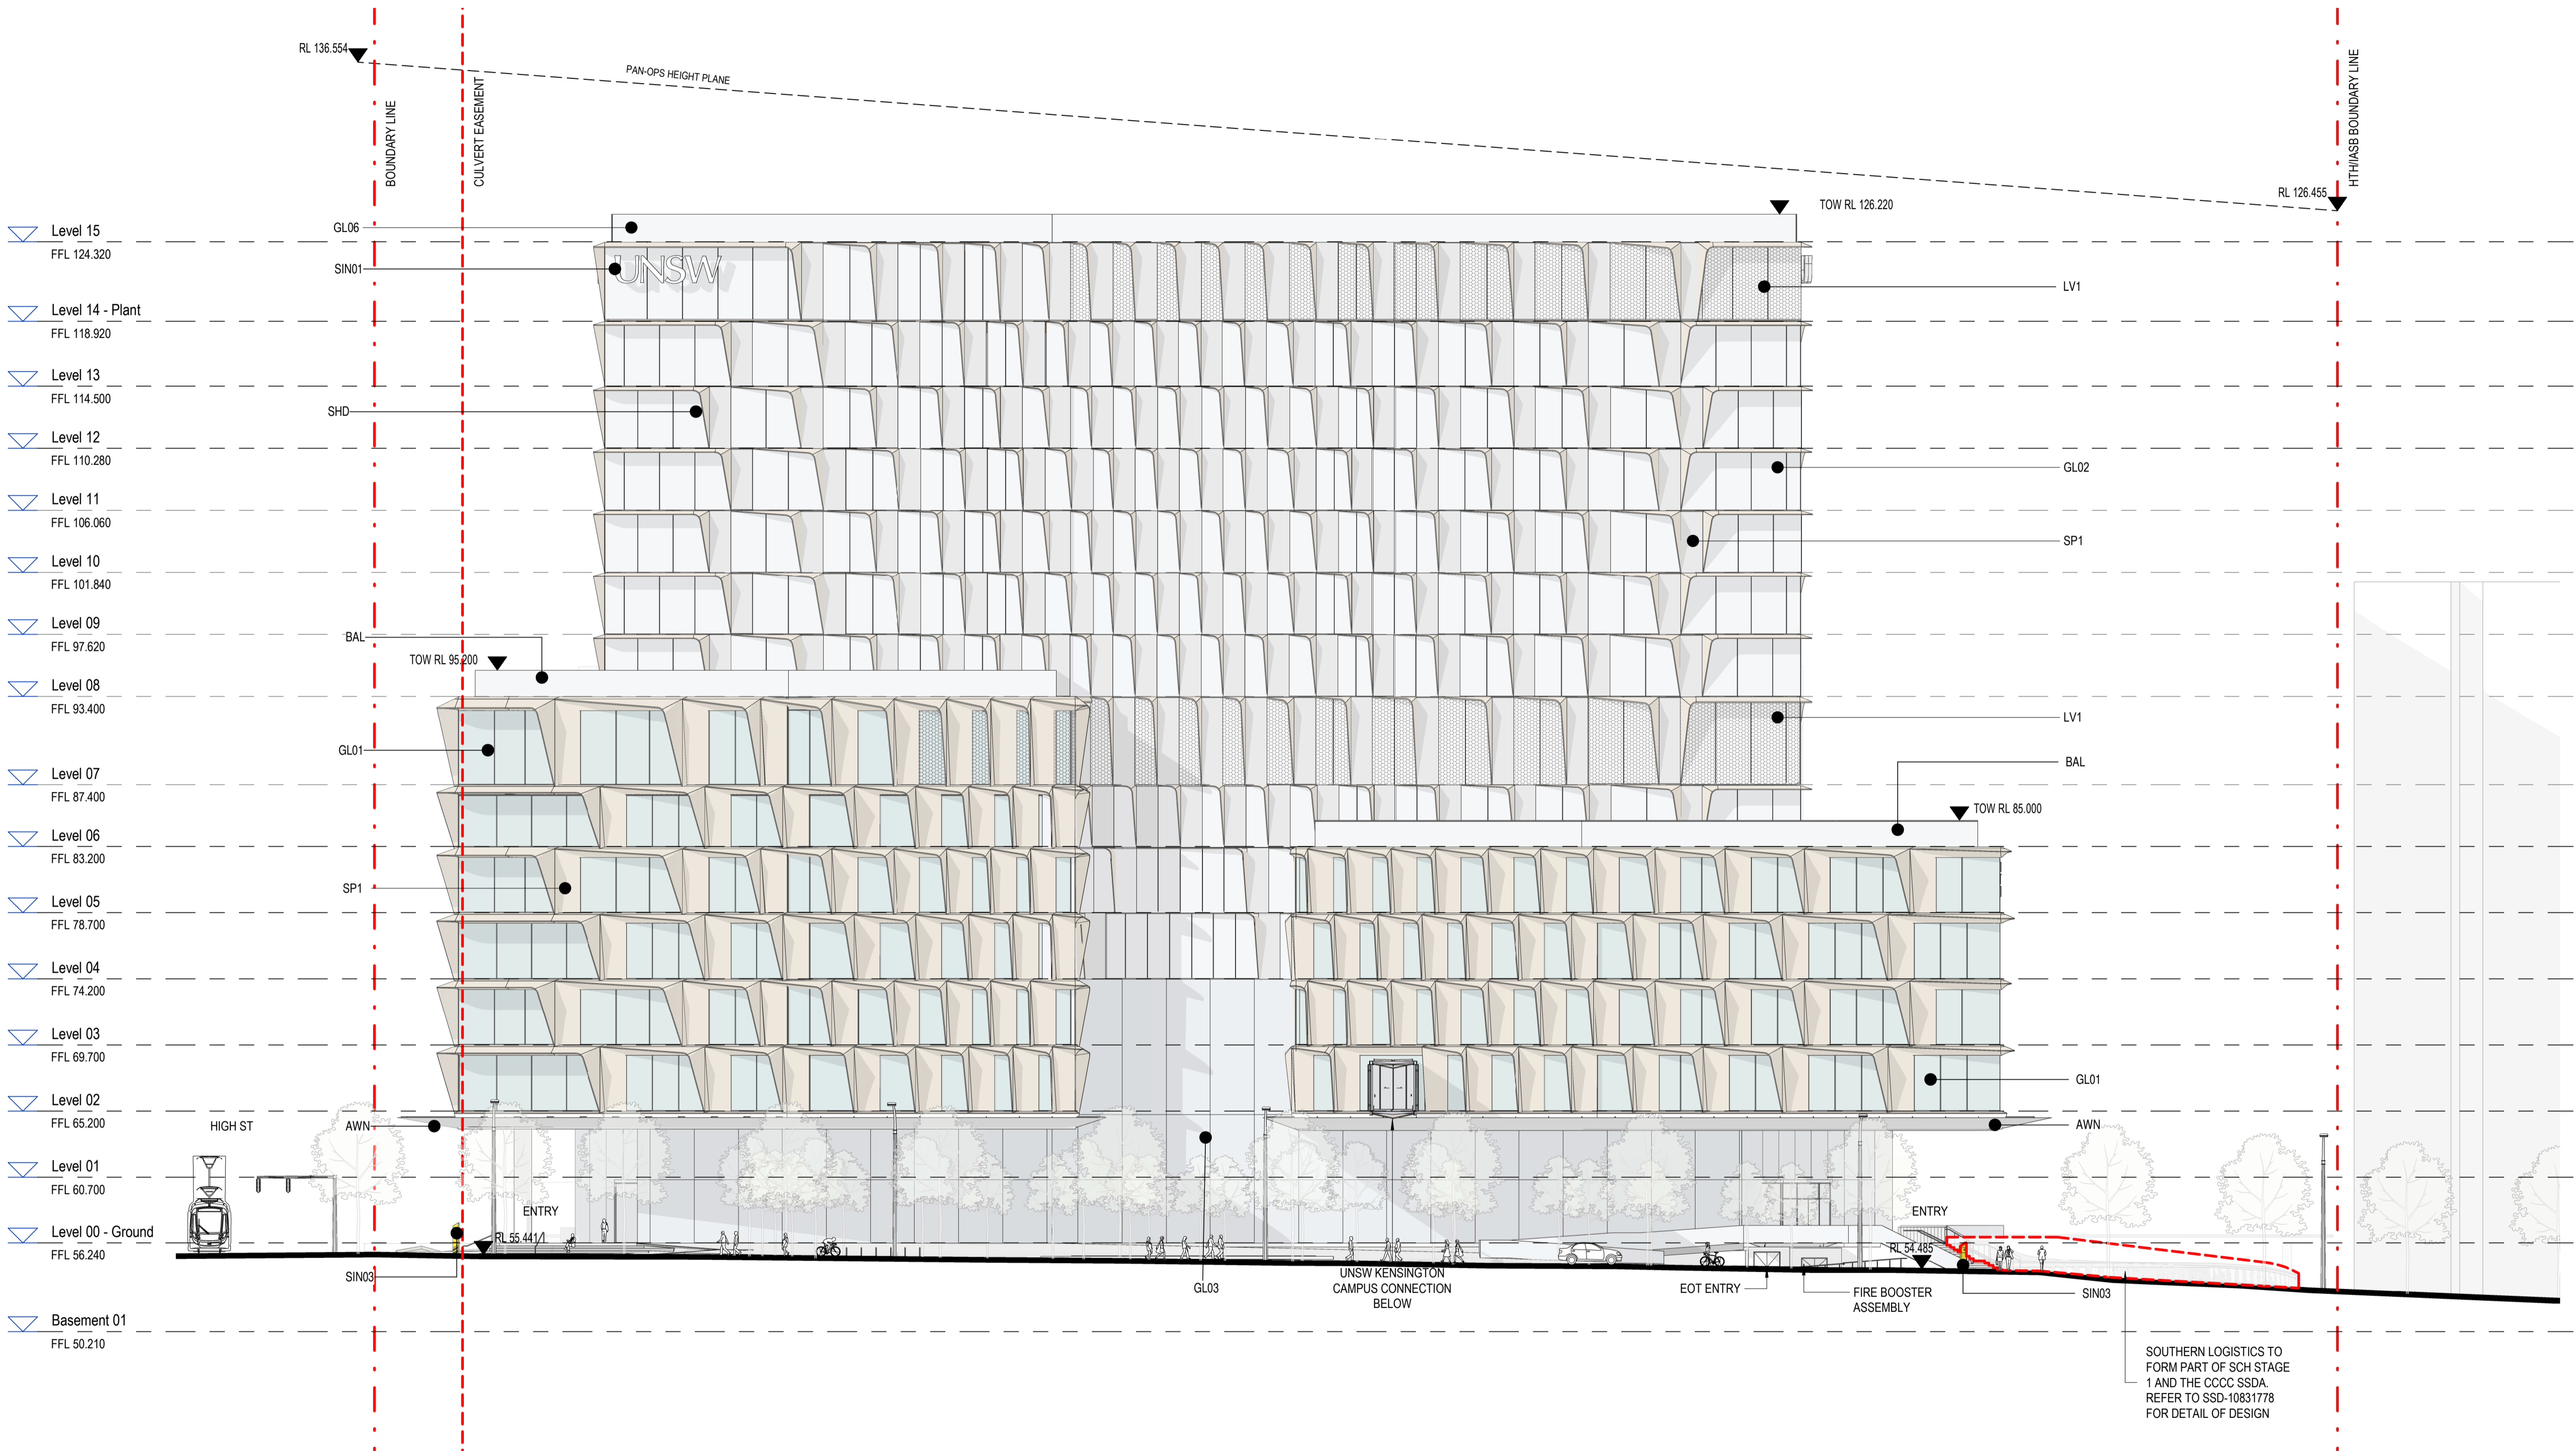 RL 136.554
PAN-OPS HEIGHT PLANE
BOUNDARY LINE
CULVERT EASEMENT
HTH/IASB BOUNDARY LINE
RL 126.455
TOW RL 126.220
Level 15
FFL 124.320
GL06
SIN01
UNSW
LV1
Level 14 - Plant
FFL 118.920
Level 13
FFL 114.500
SHD
Level 12
FFL 110.280
GL02
Level 11
FFL 106.060
SP1
Level 10
FFL 101.840
Level 09
FFL 97.620
BAL
TOW RL 95.200
Level 08
FFL 93.400
LV1
GL01
BAL
Level 07
FFL 87.400
TOW RL 85.000
Level 06
FFL 83.200
SP1
Level 05
FFL 78.700
Level 04
FFL 74.200
Level 03
FFL 69.700
GL01
Level 02
FFL 65.200
HIGH ST
AWN
AWN
Level 01
FFL 60.700
ENTRY
ENTRY
Level 00 - Ground
FFL 56.240
RL 55.441
RL 54.485
SIN03
GL03
UNSW KENSINGTON
CAMPUS CONNECTION
BELOW
EOT ENTRY
FIRE BOOSTER
ASSEMBLY
SIN03
Basement 01
FFL 50.210
SOUTHERN LOGISTICS TO
FORM PART OF SCH STAGE
1 AND THE CCCC SSDA.
REFER TO SSD-10831778
FOR DETAIL OF DESIGN